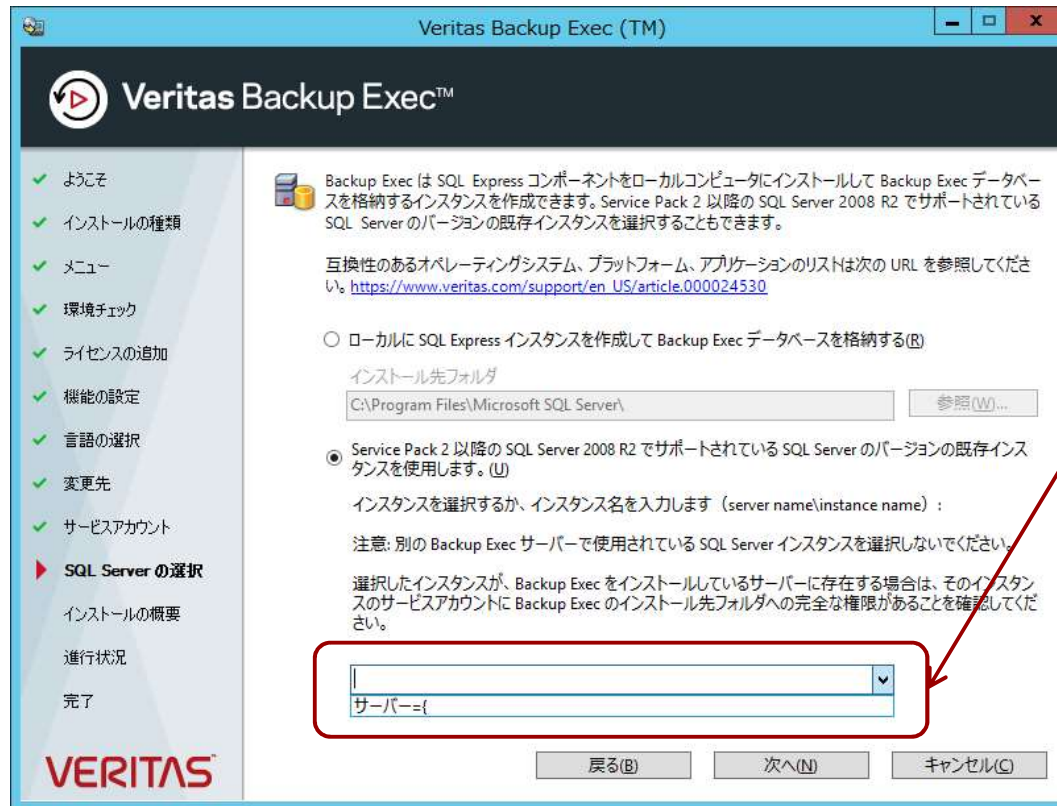 Veritas Backup Exec (TM)
Veritas Backup Exec™
ようこそ
インストールの種類
メニュー
環境チェック
ライセンスの追加
機能の設定
言語の選択
変更先
サービスアカウント
SQL Server の選択
インストールの概要
進行状況
完了
VERITAS
Backup Exec は SQL Express コンポーネントをローカルコンピュータにインストールして Backup Exec データベー
スを格納するインスタンスを作成できます。Service Pack 2 以降の SQL Server 2008 R2 でサポートされている
SQL Server のバージョンの既存インスタンスを選択することもできます。
互換性のあるオペレーティングシステム、プラットフォーム、アプリケーションのリストは次の URL を参照してくださ
い。https://www.veritas.com/support/en_US/article.000024530
ローカルに SQL Express インスタンスを作成して Backup Exec データベースを格納する(R)
インストール先フォルダ
C:\Program Files\Microsoft SQL Server\
参照(W)...
Service Pack 2 以降の SQL Server 2008 R2 でサポートされている SQL Server のバージョンの既存インス
タンスを使用します。(U)
インスタンスを選択するか、インスタンス名を入力します（server name\instance name）:
注意: 別の Backup Exec サーバーで使用されている SQL Server インスタンスを選択しないでください。
選択したインスタンスが、Backup Exec をインストールしているサーバーに存在する場合は、そのインスタン
スのサービスアカウントに Backup Exec のインストール先フォルダへの完全な権限があることを確認してくだ
さい。
サーバー={
戻る(B)
次へ(N)
キャンセル(C)